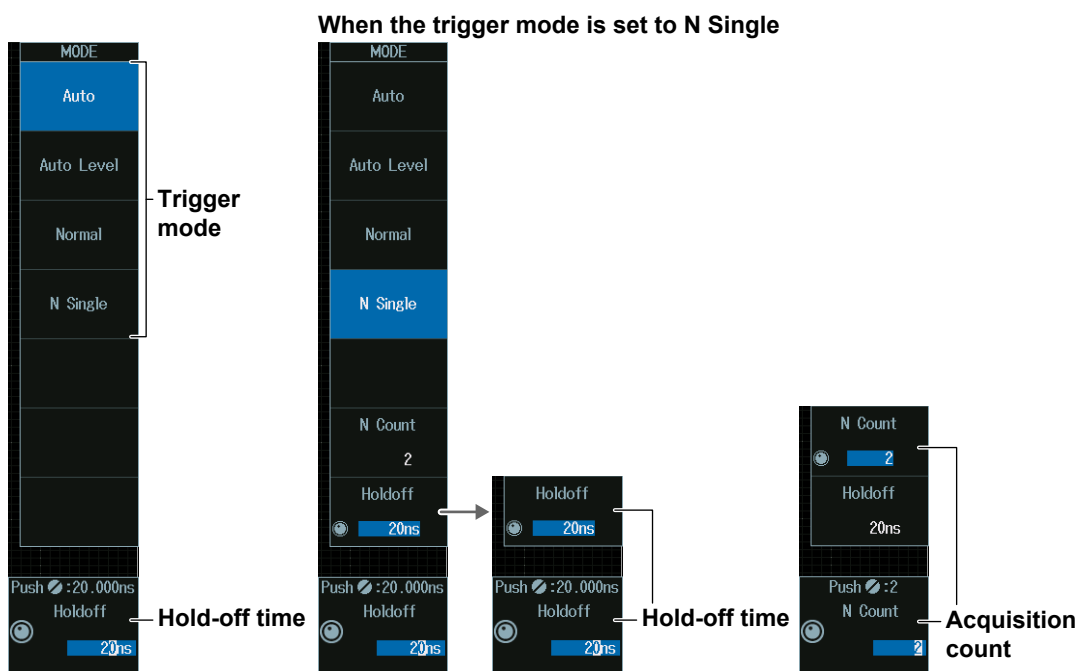 When the trigger mode is set to N Single
MODE
Auto
Auto Level
Normal
N Single
Trigger
mode
Push :20.000ns
Holdoff
20ns
Hold-off time
MODE
Auto
Auto Level
Normal
N Single
N Count
2
Holdoff
20ns
Push :20.000ns
Holdoff
20ns
Holdoff
20ns
Push :20.000ns
Holdoff
20ns
Hold-off time
N Count
2
Holdoff
20ns
Push :2
N Count
2
Acquisition
count